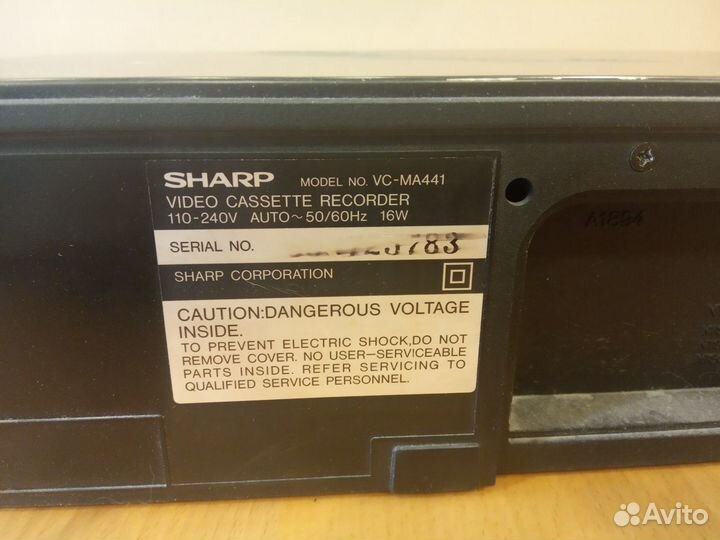 SHARP MODEL NO. VC-MA441
VIDEO CASSETTE RECORDER
110-240V AUTO~50/60Hz 16W
SERIAL NO.
SHARP CORPORATION
CAUTION:DANGEROUS VOLTAGE
INSIDE.
TO PREVENT ELECTRIC SHOCK,DO NOT
REMOVE COVER. NO USER-SERVICEABLE
PARTS INSIDE. REFER SERVICING TO
QUALIFIED SERVICE PERSONNEL.
A1894
Avito